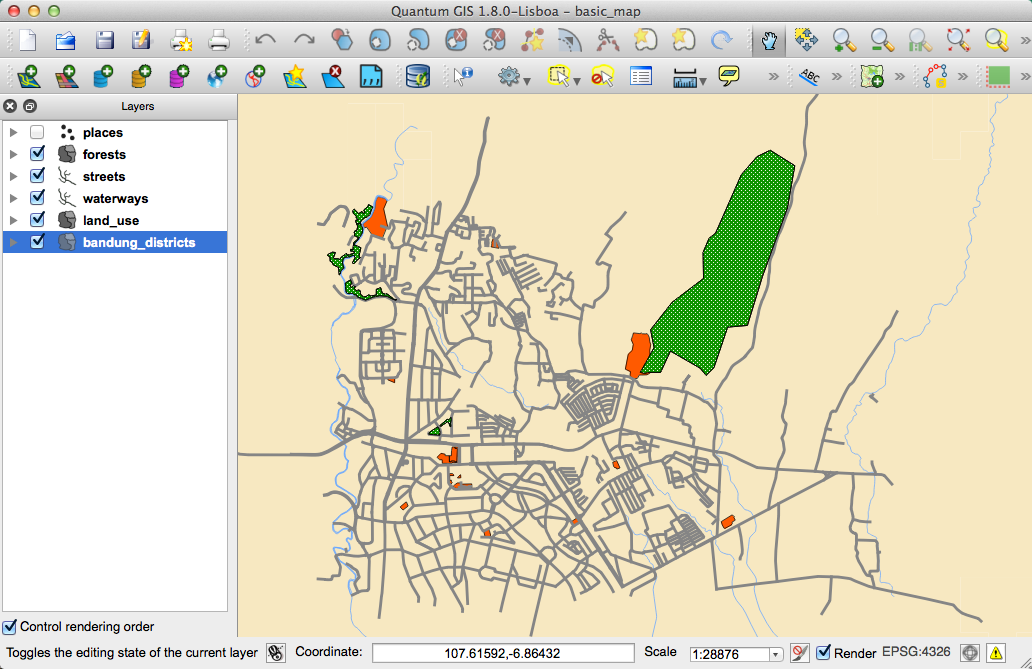 Quantum GIS 1.8.0-Lisboa - basic_map
ABC
Layers
places
forests
streets
waterways
land_use
bandung_districts
Control rendering order
Toggles the editing state of the current layer
Coordinate:
107.61592,-6.86432
Scale
1:28876
Render
EPSG:4326